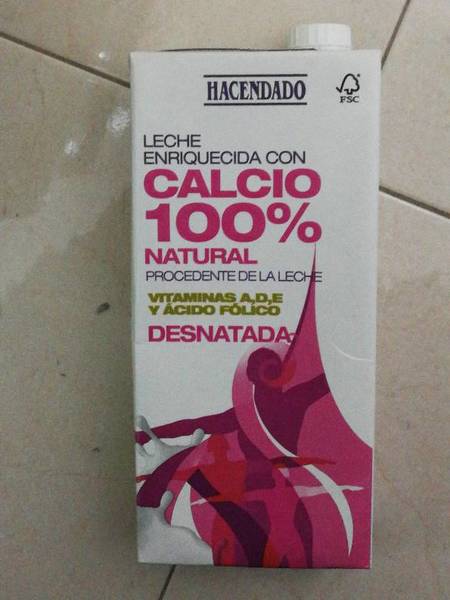 HACENDADO
FSC
LECHE
ENRIQUECIDA CON
CALCIO
100%
NATURAL
PROCEDENTE DE LA LECHE
VITAMINAS A,D,E
Y ÁCIDO FÓLICO
DESNATADA